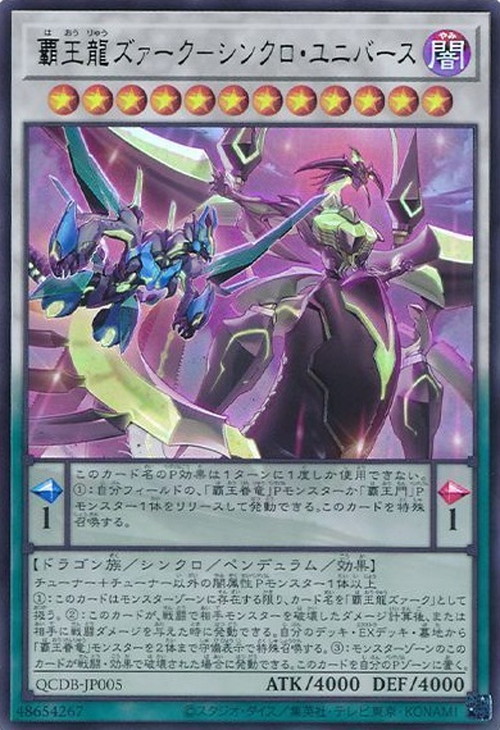 覇王龍ズァークーシンクロ・ユニバース
闇
このカード名のP効果は1ターンに1度しか使用できない。
①:自分フィールドの、「覇王眷竜」Pモンスターか「覇王門」P
モンスター1体をリリースして発動できる。このカードを特殊
召喚する。
1
1
【ドラゴン族/シンクロ/ペンデュラム/効果】
チューナー+チューナー以外の闇属性Pモンスター1体以上
①:このカードはモンスターゾーンに存在する限り、カード名を「覇王龍ズァーク」として
扱う。②:このカードが、戦闘で相手モンスターを破壊したダメージ計算後、または
相手に戦闘ダメージを与えた時に発動できる。自分のデッキ・EXデッキ・墓地から
「覇王眷竜」モンスターを2体まで守備表示で特殊召喚する。③:モンスターゾーンのこの
カードが戦闘・効果で破壊された場合に発動できる。このカードを自分のPゾーンに置く。
QCDB-JP005
ATK/4000 DEF/4000
48654267
©スタジオ・ダイス/集英社・テレビ東京・KONAMI